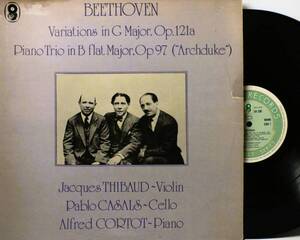 BEETHOVEN
Variations in G Major, Op.121a
Piano Trio in B flat Major, Op 97 ("Archduke")
Jacques THIBAUD - Violin
Pablo CASALS - Cello
Alfred CORTOT - Piano
RECORDS